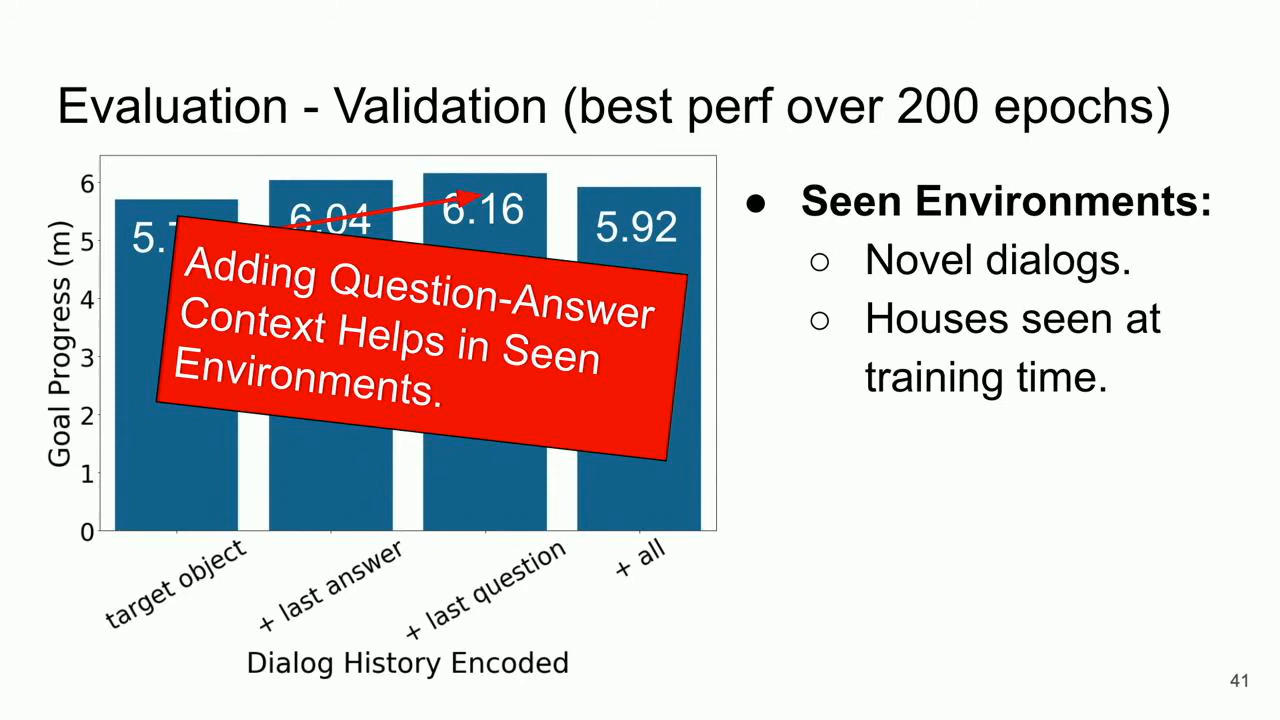 Evaluation - Validation (best perf over 200 epochs)
6
5
4
3
2
1
0
Goal Progress (m)
6.04
6.16
5.92
Adding Question-Answer
Context Helps in Seen
Environments.
target object
+ last answer
+ last question
+ all
Dialog History Encoded
● Seen Environments:
○ Novel dialogs.
○ Houses seen at
training time.
41